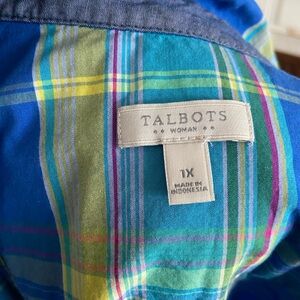 TALBOTS
WOMAN
1X
MADE IN
INDONESIA